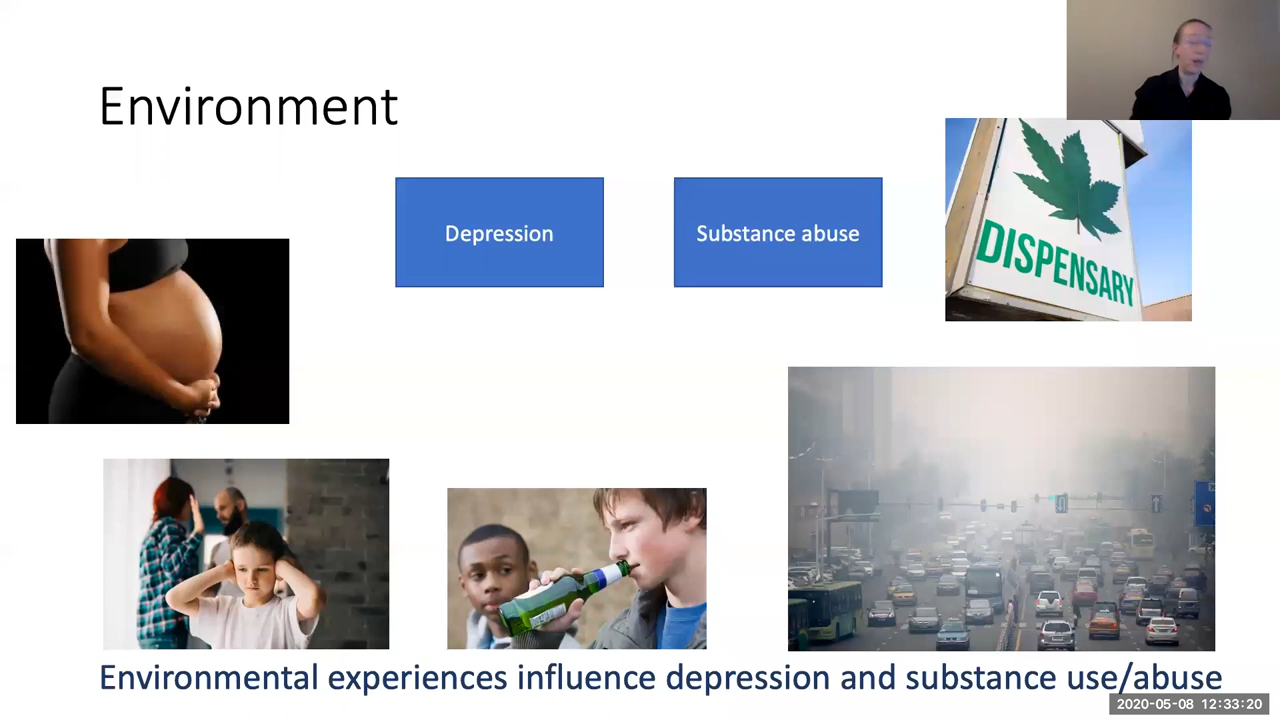 Environment
Depression
Substance abuse
DISPENSARY
Environmental experiences influence depression and substance use/abuse
2020-05-08 12:33:20